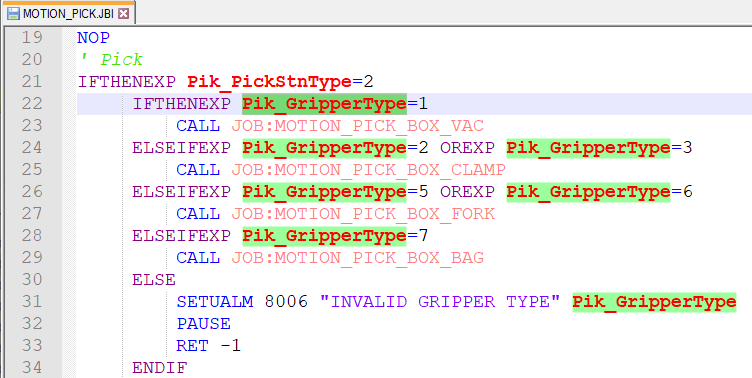 MOTION_PICK.JBI
19 NOP
20 ' Pick
21 IFTHENEXP Pik_PickStnType=2
22 IFTHENEXP Pik_GripperType=1
23 CALL JOB:MOTION_PICK_BOX_VAC
24 ELSEIFEXP Pik_GripperType=2 OREXP Pik_GripperType=3
25 CALL JOB:MOTION_PICK_BOX_CLAMP
26 ELSEIFEXP Pik_GripperType=5 OREXP Pik_GripperType=6
27 CALL JOB:MOTION_PICK_BOX_FORK
28 ELSEIFEXP Pik_GripperType=7
29 CALL JOB:MOTION_PICK_BOX_BAG
30 ELSE
31 SETUALM 8006 "INVALID GRIPPER TYPE" Pik_GripperType
32 PAUSE
33 RET -1
34 ENDIF